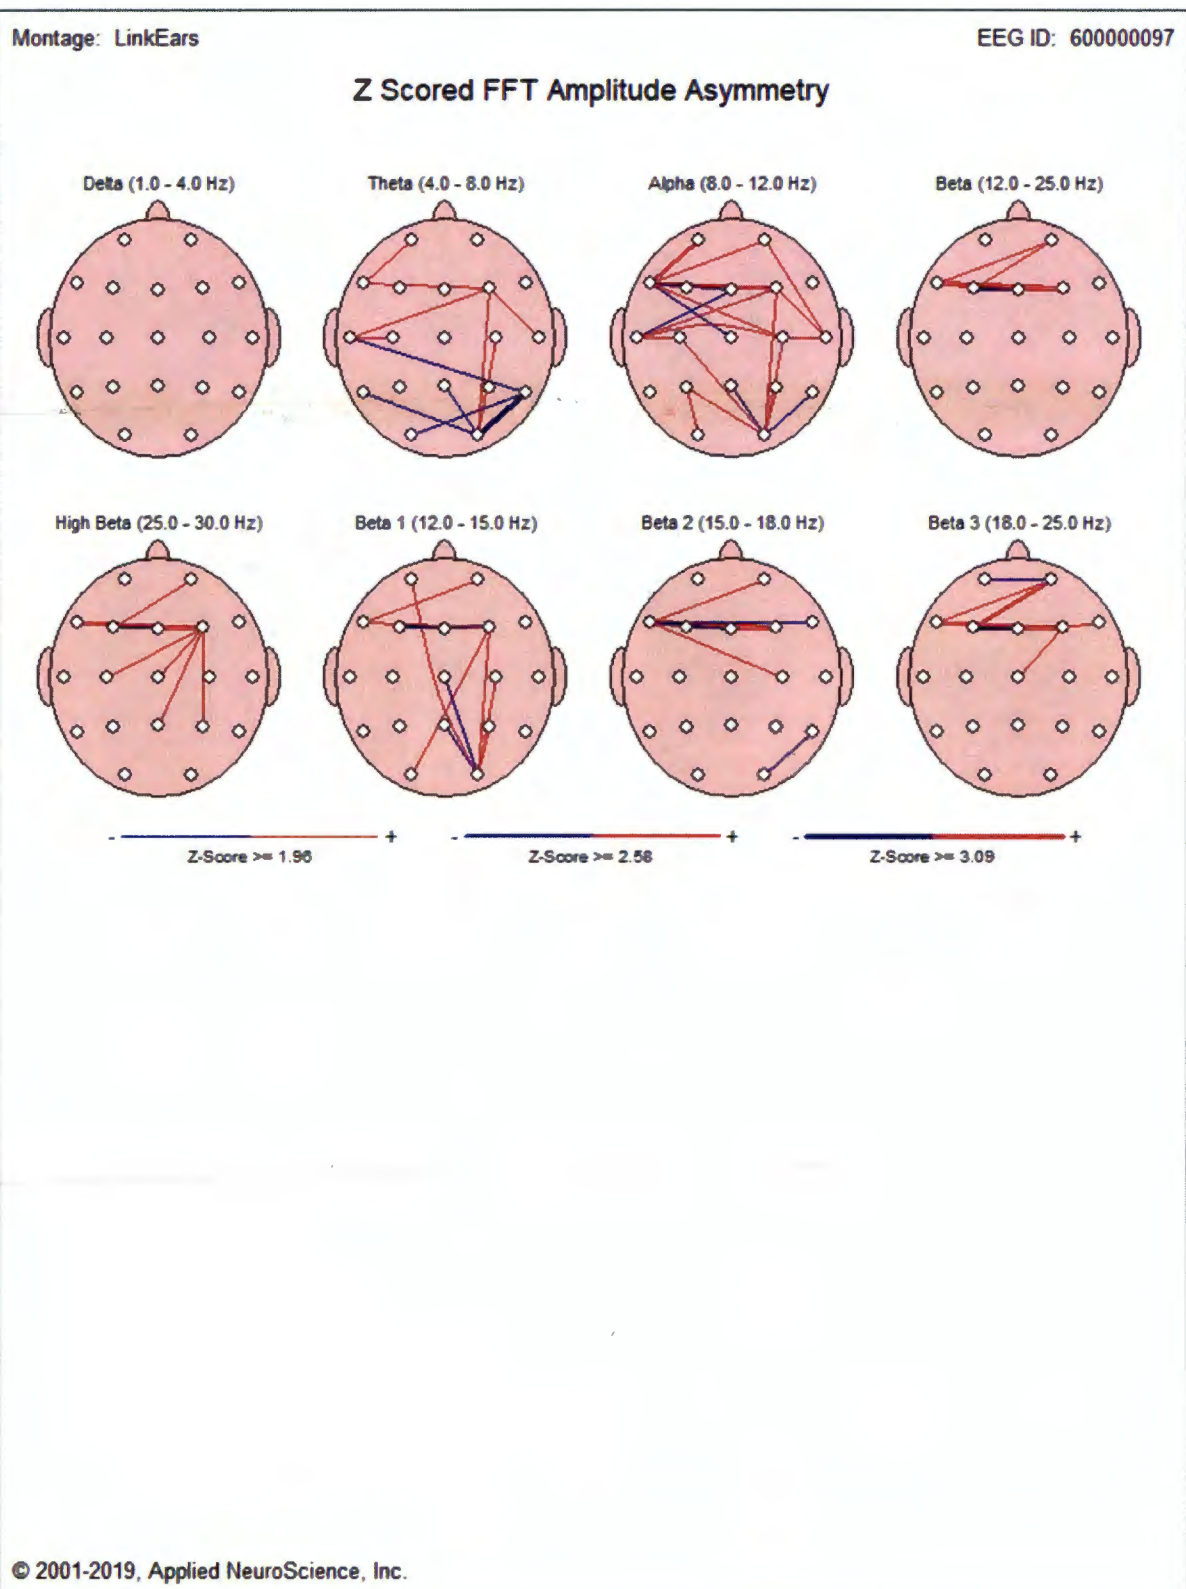 Montage: LinkEars
EEG ID: 600000097
Z Scored FFT Amplitude Asymmetry
Delta (1.0 - 4.0 Hz)
Theta (4.0 - 8.0 Hz)
Alpha (8.0 - 12.0 Hz)
Beta (12.0 - 25.0 Hz)
High Beta (25.0 - 30.0 Hz)
Beta 1 (12.0 - 15.0 Hz)
Beta 2 (15.0 - 18.0 Hz)
Beta 3 (18.0 - 25.0 Hz)
- +
Z-Score >= 1.96
- +
Z-Score >= 2.58
- +
Z-Score >= 3.09
© 2001-2019, Applied NeuroScience, Inc.